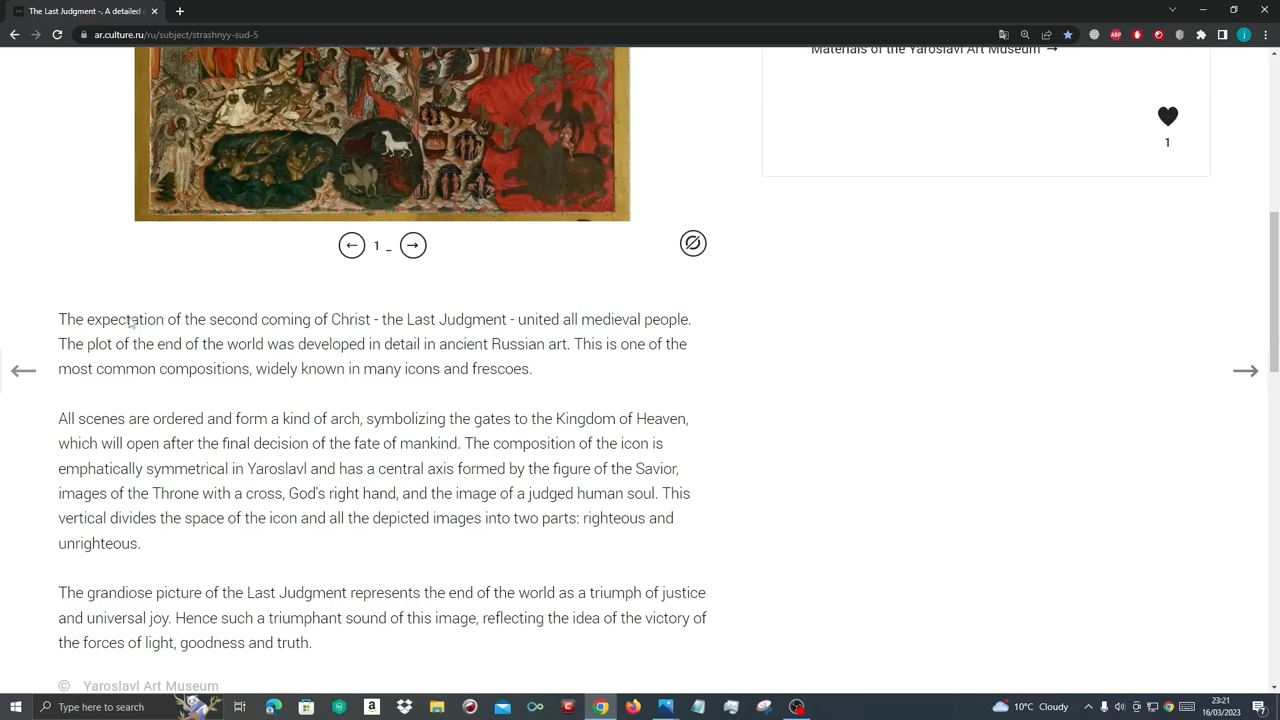 The Last Judgment -. A detailed
ar.culture.ru/ru/subject/strashnyy-sud-5
Materials of the Yaroslavl Art Museum →
1
← 1 _ →
The expectation of the second coming of Christ - the Last Judgment - united all medieval people.
The plot of the end of the world was developed in detail in ancient Russian art. This is one of the
most common compositions, widely known in many icons and frescoes.
All scenes are ordered and form a kind of arch, symbolizing the gates to the Kingdom of Heaven,
which will open after the final decision of the fate of mankind. The composition of the icon is
emphatically symmetrical in Yaroslavl and has a central axis formed by the figure of the Savior,
images of the Throne with a cross, God's right hand, and the image of a judged human soul. This
vertical divides the space of the icon and all the depicted images into two parts: righteous and
unrighteous.
The grandiose picture of the Last Judgment represents the end of the world as a triumph of justice
and universal joy. Hence such a triumphant sound of this image, reflecting the idea of the victory of
the forces of light, goodness and truth.
© Yaroslavl Art Museum
Type here to search
10°C Cloudy
23:21
16/03/2023